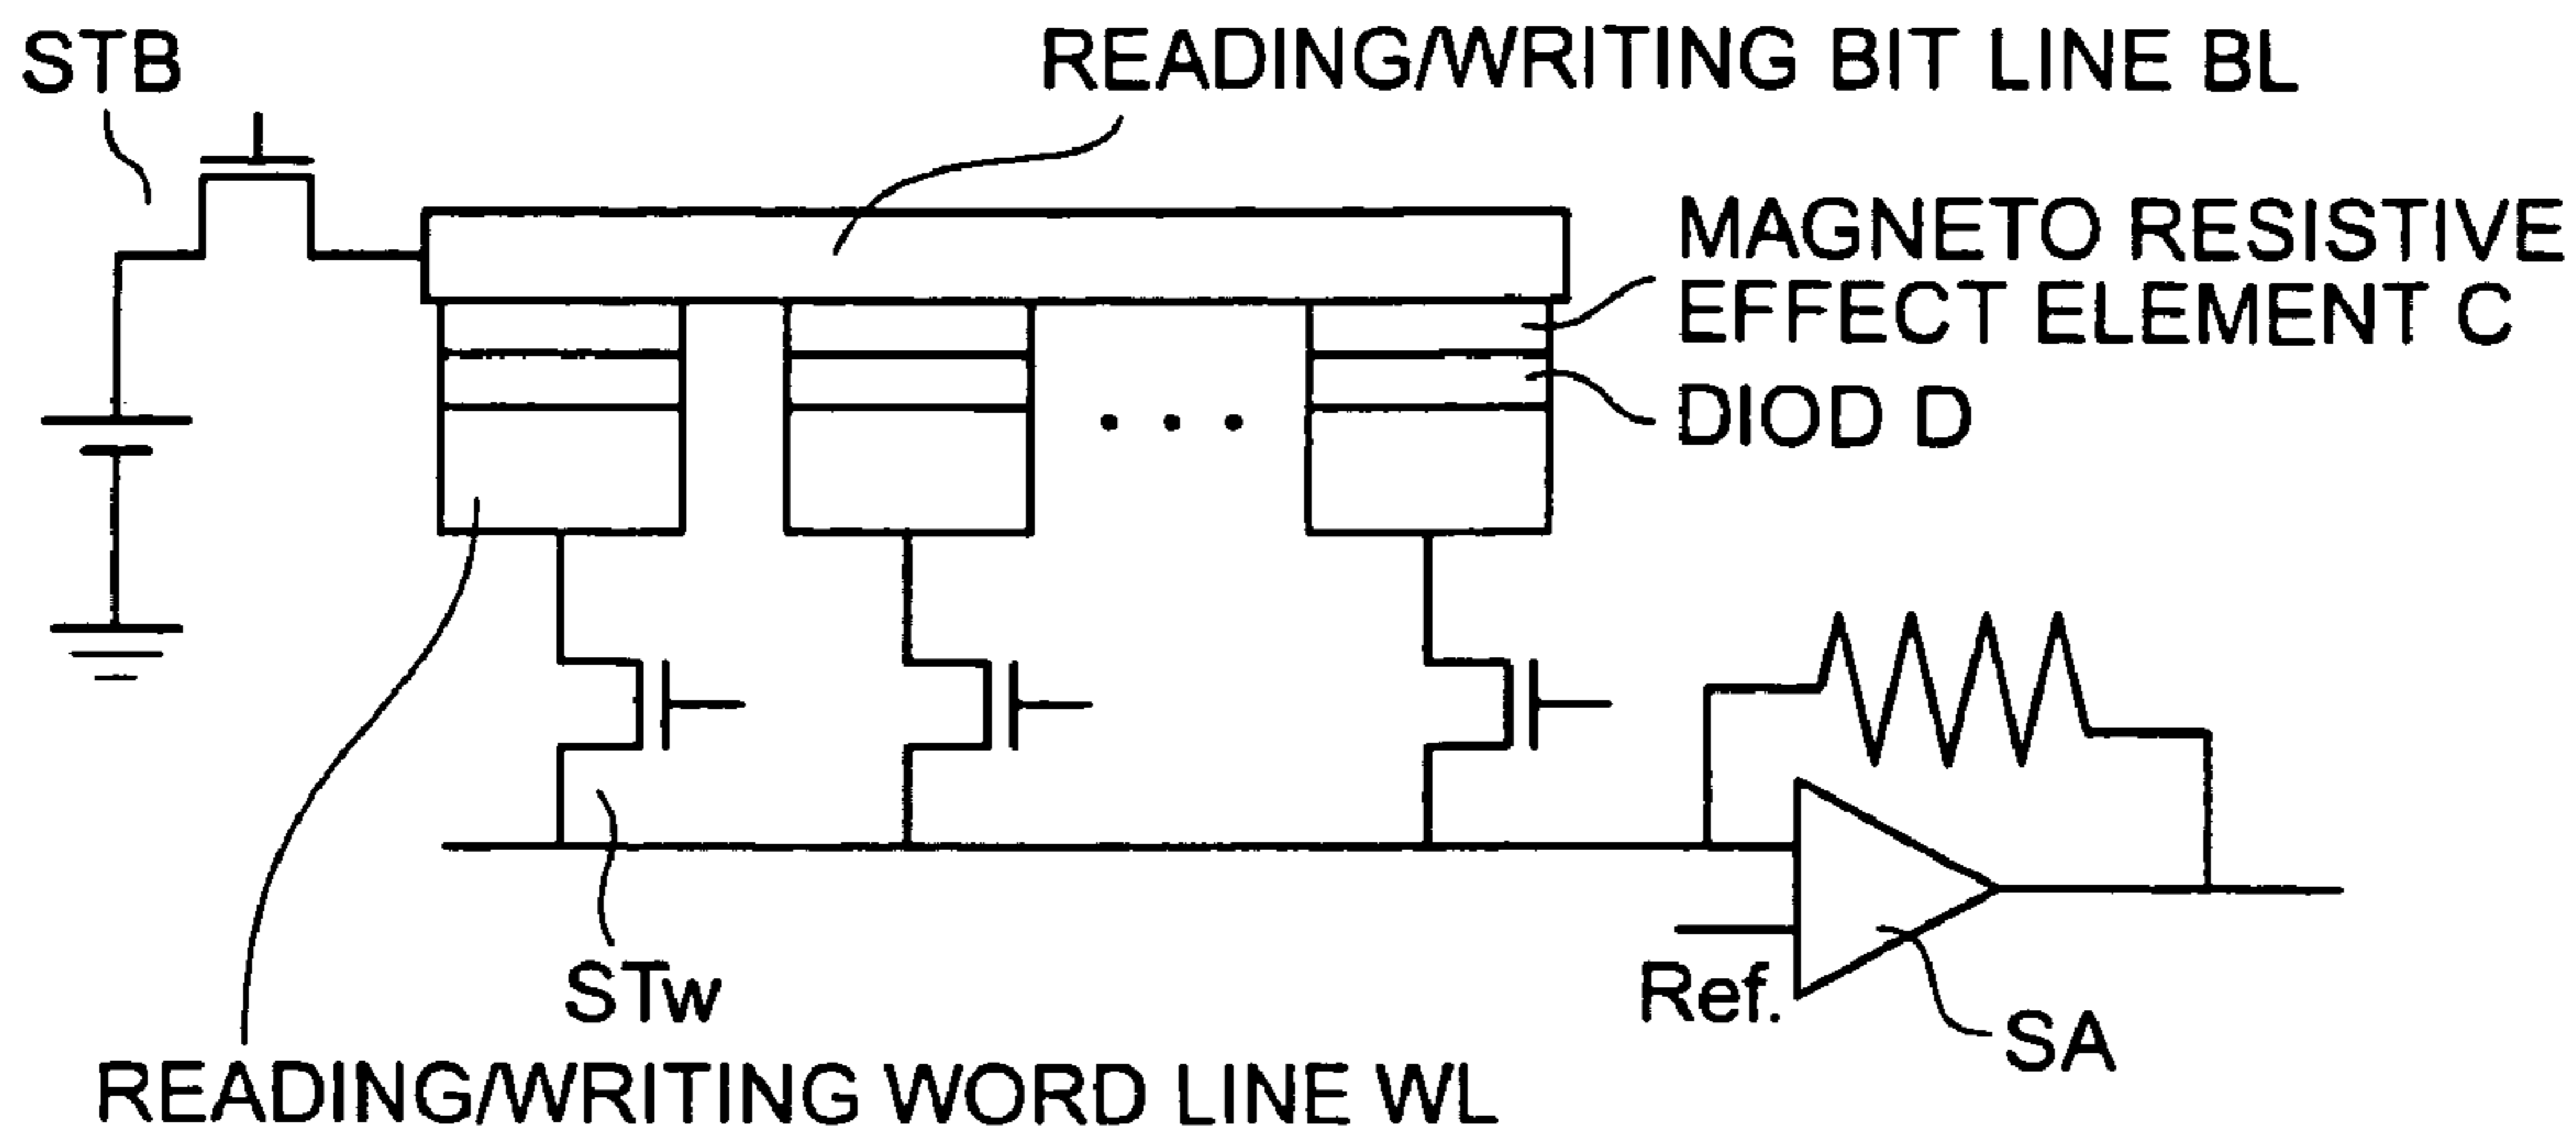 STB
READING/WRITING BIT LINE BL
MAGNETO RESISTIVE
EFFECT ELEMENT C
DIOD D
STw
Ref.
SA
READING/WRITING WORD LINE WL